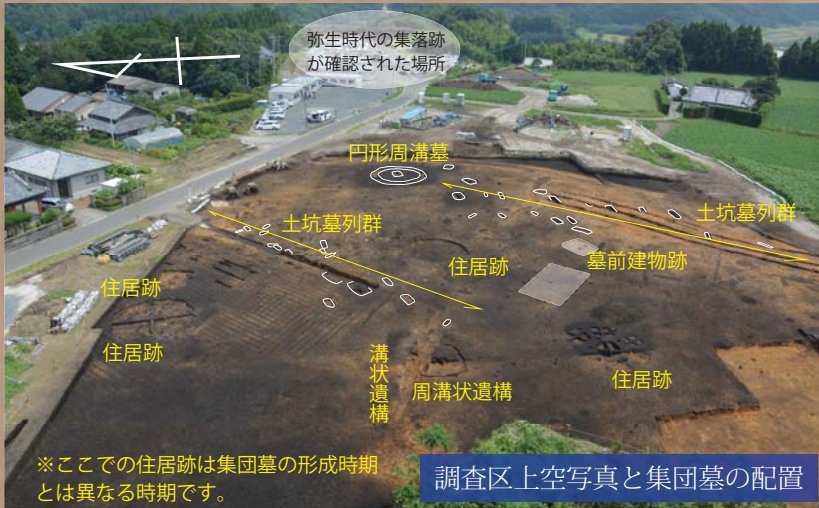 弥生時代の集落跡
が確認された場所
円形周溝墓
土坑墓列群
土坑墓列群
住居跡
墓前建物跡
住居跡
住居跡
溝状遺構
周溝状遺構
住居跡
※ここでの住居跡は集団墓の形成時期
とは異なる時期です。
調査区上空写真と集団墓の配置